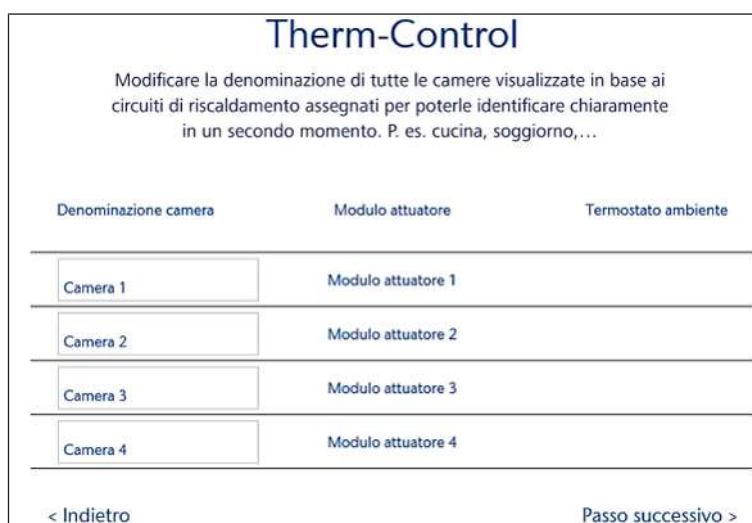 Therm-Control
Modificare la denominazione di tutte le camere visualizzate in base ai
circuiti di riscaldamento assegnati per poterle identificare chiaramente
in un secondo momento. P. es. cucina, soggiorno,...
Denominazione camera Modulo attuatore Termostato ambiente
Camera 1 Modulo attuatore 1
Camera 2 Modulo attuatore 2
Camera 3 Modulo attuatore 3
Camera 4 Modulo attuatore 4
< Indietro Passo successivo >